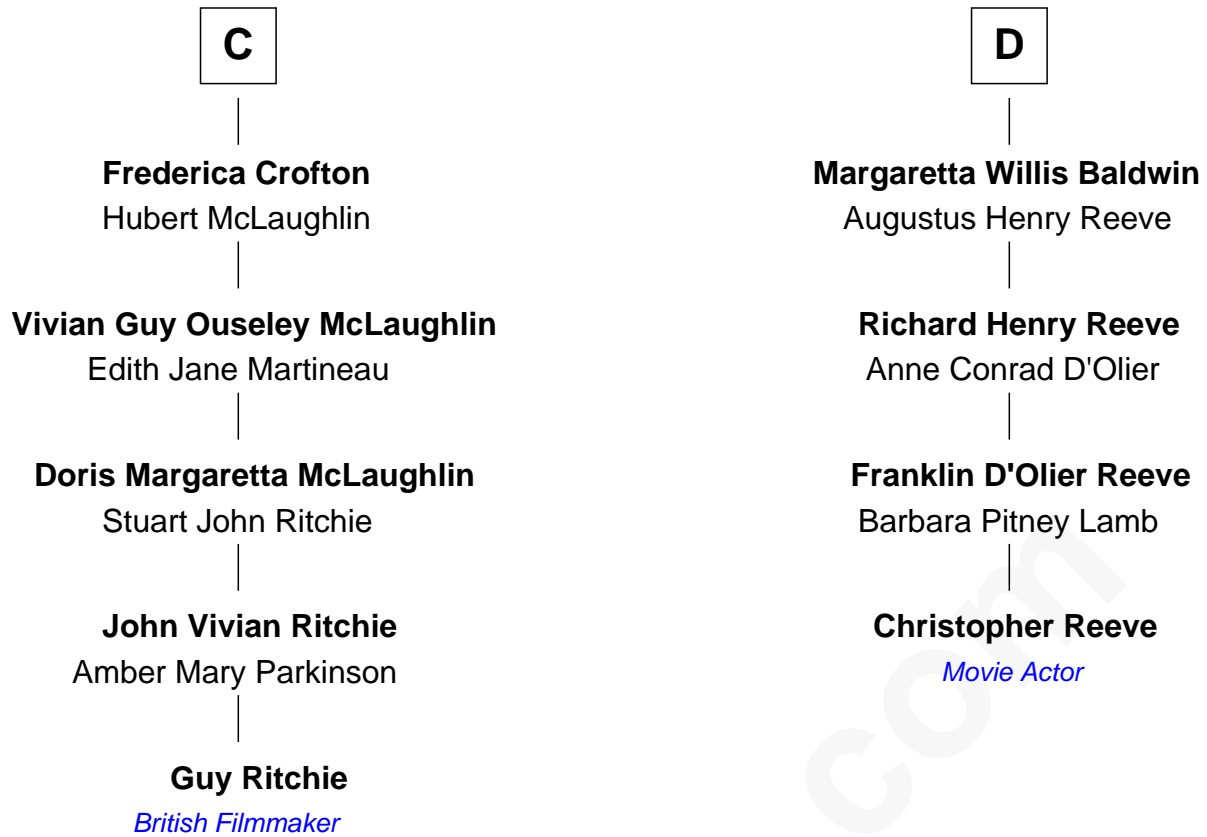 C
Frederica Crofton
Hubert McLaughlin
Vivian Guy Ouseley McLaughlin
Edith Jane Martineau
Doris Margaretta McLaughlin
Stuart John Ritchie
John Vivian Ritchie
Amber Mary Parkinson
Guy Ritchie
British Filmmaker
D
Margaretta Willis Baldwin
Augustus Henry Reeve
Richard Henry Reeve
Anne Conrad D'Olier
Franklin D'Olier Reeve
Barbara Pitney Lamb
Christopher Reeve
Movie Actor
com